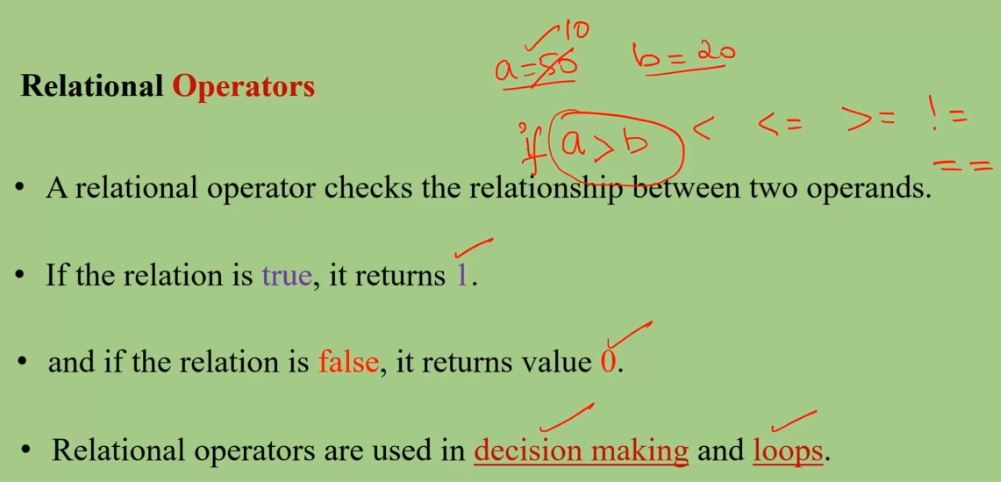 10
a=50 b=20
Relational Operators
if a>b < <= >= !=
==
• A relational operator checks the relationship between two operands.
• If the relation is true, it returns 1.
• and if the relation is false, it returns value 0.
• Relational operators are used in decision making and loops.